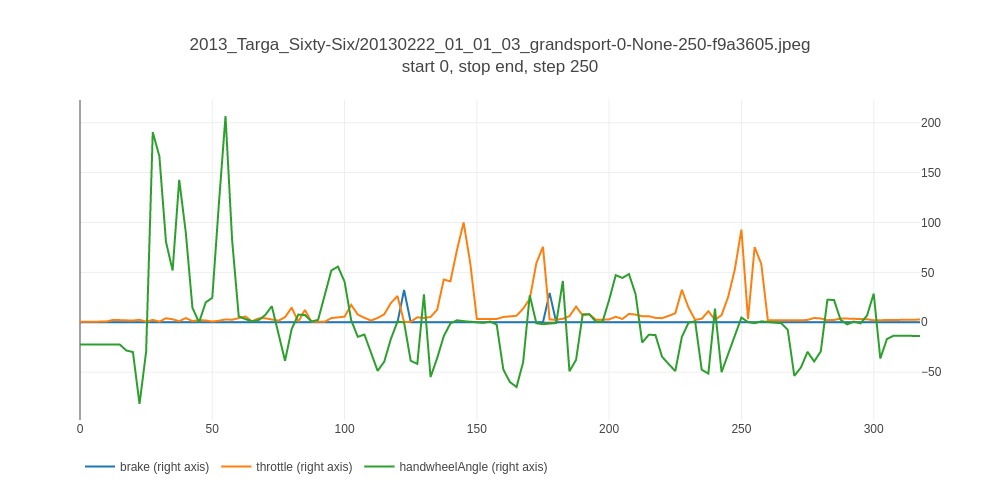 2013_Targa_Sixty-Six/20130222_01_01_03_grandsport-0-None-250-f9a3605.jpeg
start 0, stop end, step 250
200
150
100
50
0
−50
0 50 100 150 200 250 300
brake (right axis) throttle (right axis) handwheelAngle (right axis)